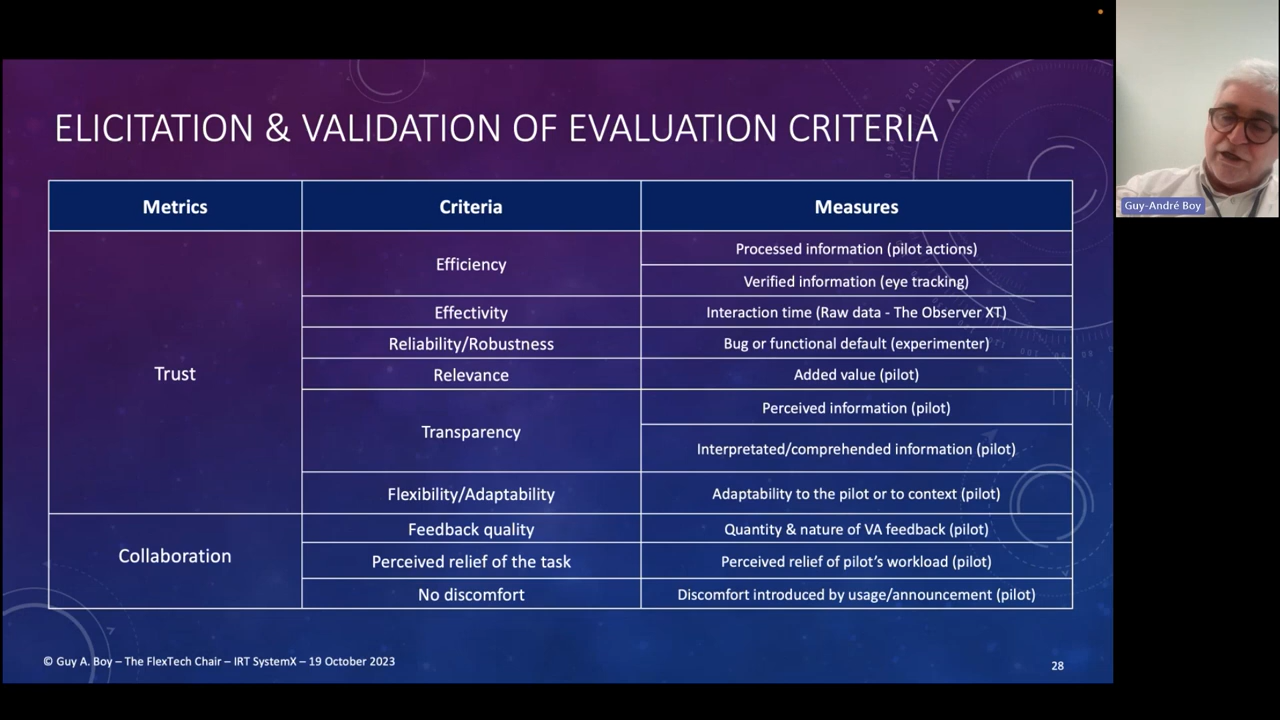 ELICITATION & VALIDATION OF EVALUATION CRITERIA
Guy-André Boy
Metrics
Criteria
Measures
Trust
Efficiency
Processed information (pilot actions)
Verified information (eye tracking)
Effectivity
Interaction time (Raw data - The Observer XT)
Reliability/Robustness
Bug or functional default (experimenter)
Relevance
Added value (pilot)
Transparency
Perceived information (pilot)
Interpretated/comprehended information (pilot)
Flexibility/Adaptability
Adaptability to the pilot or to context (pilot)
Collaboration
Feedback quality
Quantity & nature of VA feedback (pilot)
Perceived relief of the task
Perceived relief of pilot’s workload (pilot)
No discomfort
Discomfort introduced by usage/announcement (pilot)
© Guy A. Boy – The FlexTech Chair – IRT SystemX – 19 October 2023
28